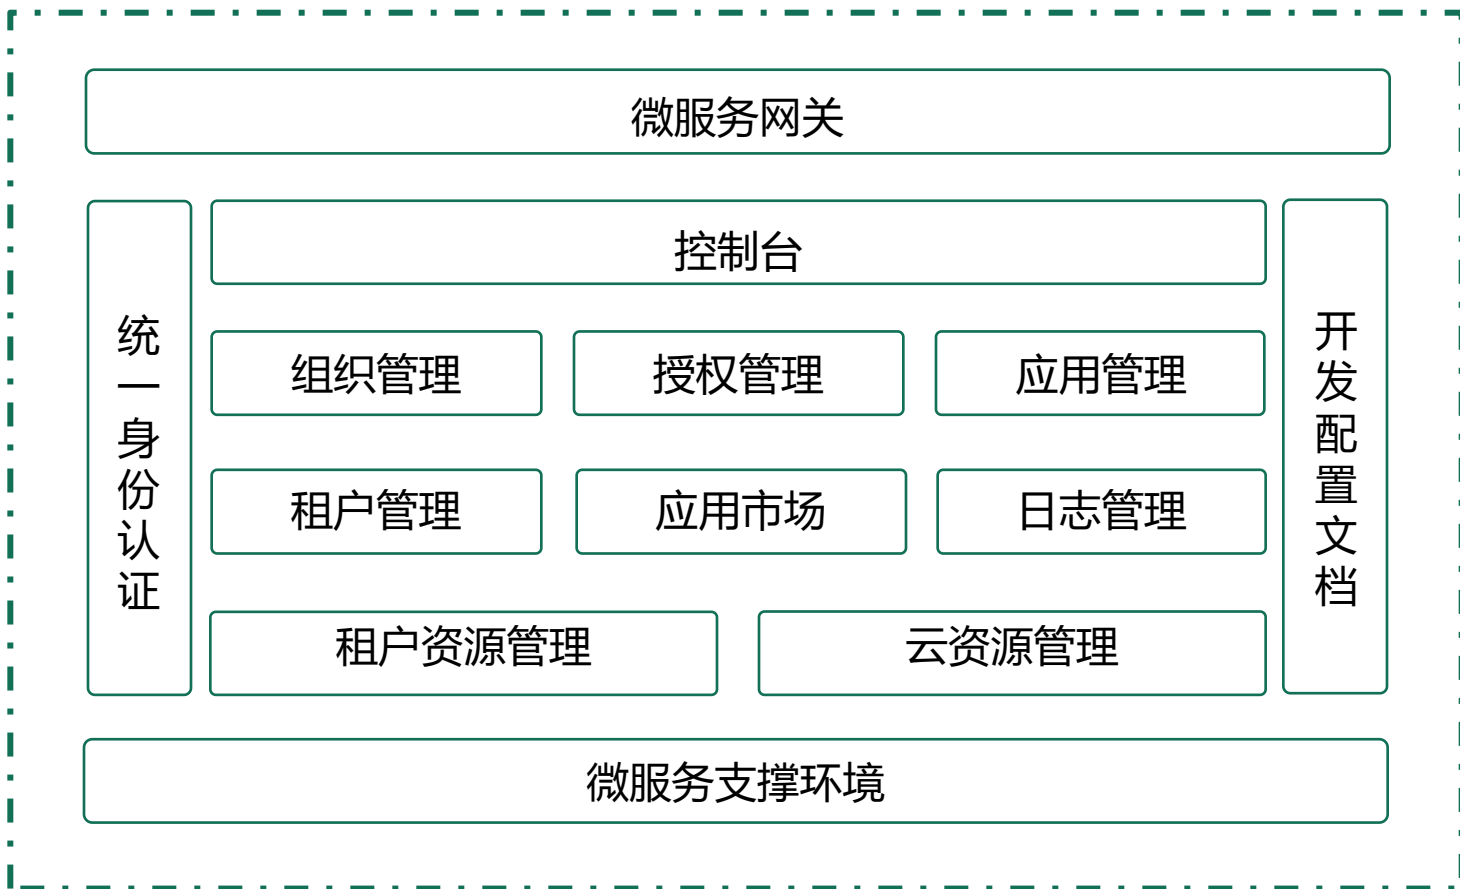 微服务网关
控制台
统一身份认证
组织管理
授权管理
应用管理
租户管理
应用市场
日志管理
租户资源管理
云资源管理
开发配置文档
微服务支撑环境